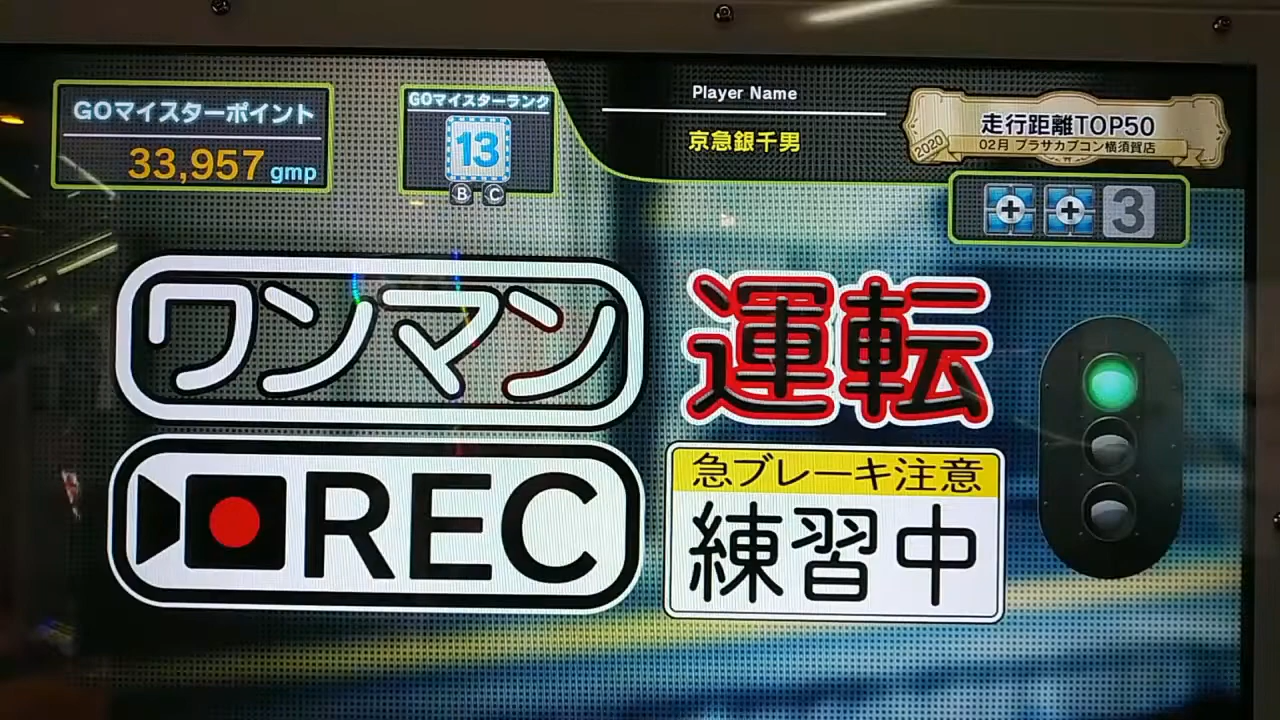 GOマイスターポイント
33,957 gmp
GOマイスターランク
13
B C
Player Name
京急銀千男
走行距離TOP50
2020
02月 プラサカプコン横須賀店
3
ワンマン
運転
REC
急ブレーキ注意
練習中